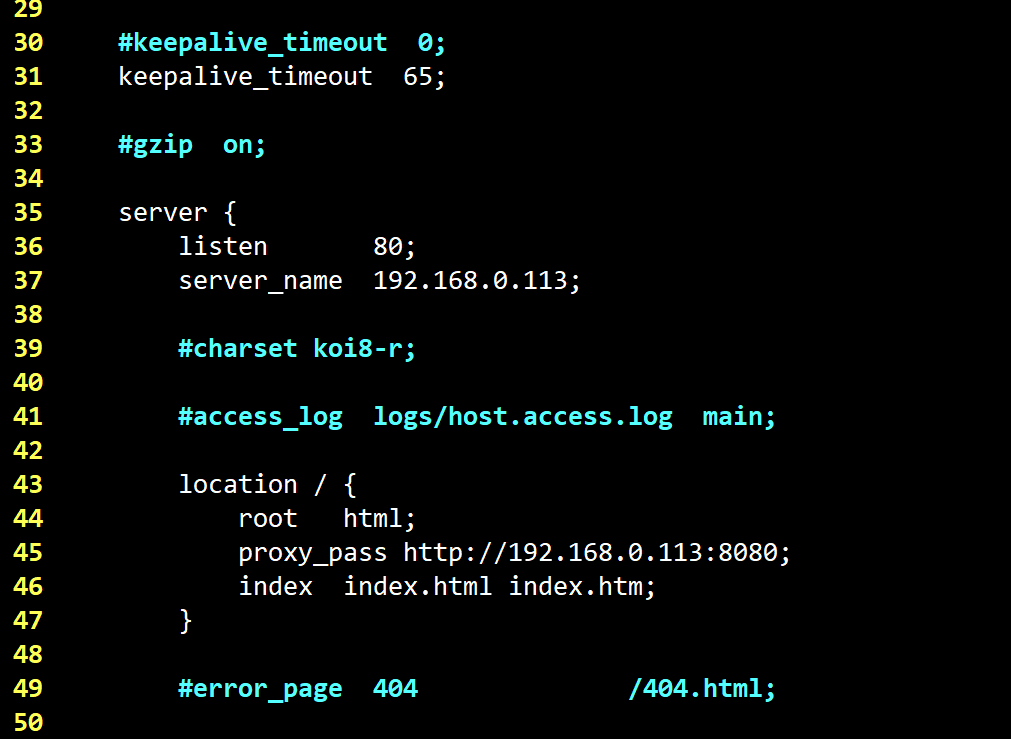 29
30     #keepalive_timeout  0;
31     keepalive_timeout  65;
32
33     #gzip  on;
34
35     server {
36         listen       80;
37         server_name  192.168.0.113;
38
39         #charset koi8-r;
40
41         #access_log  logs/host.access.log  main;
42
43         location / {
44             root   html;
45             proxy_pass http://192.168.0.113:8080;
46             index  index.html index.htm;
47         }
48
49         #error_page  404              /404.html;
50